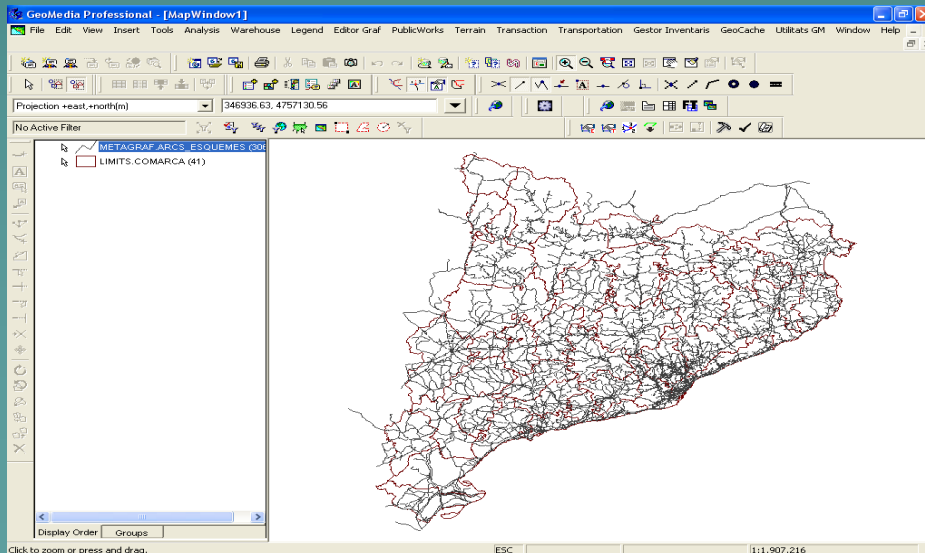 GeoMedia Professional - [MapWindow1]
File Edit View Insert Tools Analysis Warehouse Legend Editor Graf PublicWorks Terrain Transaction Transportation Gestor Inventaris GeoCache Utilitats GM Window Help
Projection +east,+north(m) 346936.63, 4757130.56
No Active Filter
METAGRAF.ARCS_ESQUEMES (306
LIMITS.COMARCA (41)
Display Order Groups
Click to zoom or press and drag. ESC 1:1.907.216